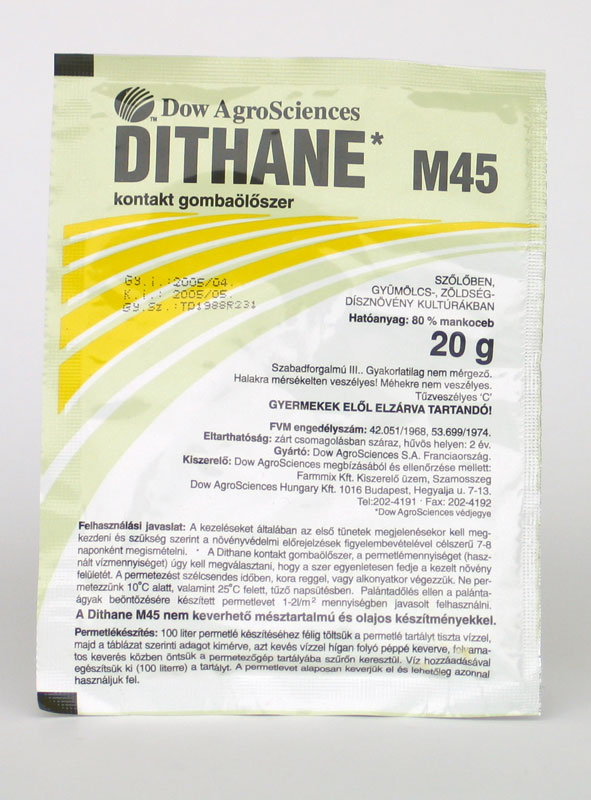 Dow AgroSciences
DITHANE* M45
kontakt gombaölőszer
Gy.i.:2005/04.
K.i.: 2005/05.
Gy.Sz.:TD1988R231
SZŐLŐBEN,
GYÜMÖLCS-, ZÖLDSÉG-
DÍSZNÖVÉNY KULTÚRÁKBAN
Hatóanyag: 80 % mankoceb
20 g
Szabadforgalmú III.. Gyakorlatilag nem mérgező.
Halakra mérsékelten veszélyes! Méhekre nem veszélyes.
Tűzveszélyes 'C'
GYERMEKEK ELŐL ELZÁRVA TARTANDÓ!
FVM engedélyszám: 42.051/1968, 53.699/1974.
Eltarthatóság: zárt csomagolásban száraz, hűvös helyen: 2 év.
Gyártó: Dow AgroSciences S.A. Franciaország.
Kiszerelő: Dow AgroSciences megbízásából és ellenőrzése mellett:
Farmmix Kft. Kiszerelő üzem, Szamosszeg
Dow AgroSciences Hungary Kft. 1016 Budapest, Hegyalja u. 7-13.
Tel:202-4191 · Fax: 202-4192
*Dow AgroSciences védjegye
Felhasználási javaslat: A kezeléseket általában az első tünetek megjelenésekor kell meg-
kezdeni és szükség szerint a növényvédelmi előrejelzések figyelembevételével célszerű 7-8
naponként megismételni. * A Dithane kontakt gombaölőszer, a permetlémennyiséget (hasz-
nált vízmennyiséget) úgy kell megválasztani, hogy a szer egyenletesen fedje a kezelt növény
felületét. A permetezést szélcsendes időben, kora reggel, vagy alkonyatkor végezzük. Ne per-
metezzünk 10°C alatt, valamint 25°C felett, tűző napsütésben. Palántadőlés ellen a palánta-
ágyak beöntözésére készített permetlevet 1-2l/m² mennyiségben javasolt felhasználni.
A Dithane M45 nem keverhető mésztartalmú és olajos készítményekkel.
Permetlékészítés: 100 liter permetlé készítéséhez félig töltsük a permetlé tartályt tiszta vízzel,
majd a táblázat szerinti adagot kimérve, azt kevés vízzel hígan folyó péppé keverve, folyama-
tos keverés közben öntsük a permetezőgép tartályába szűrőn keresztül. Víz hozzáadásával
egészítsük ki (100 literre) a tartályt. A permetlevet alaposan keverjük el és lehetőleg azonnal
használjuk fel.